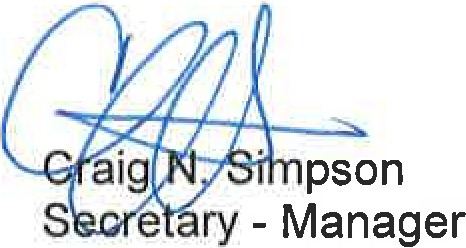 Craig N. Simpson
Secretary - Manager